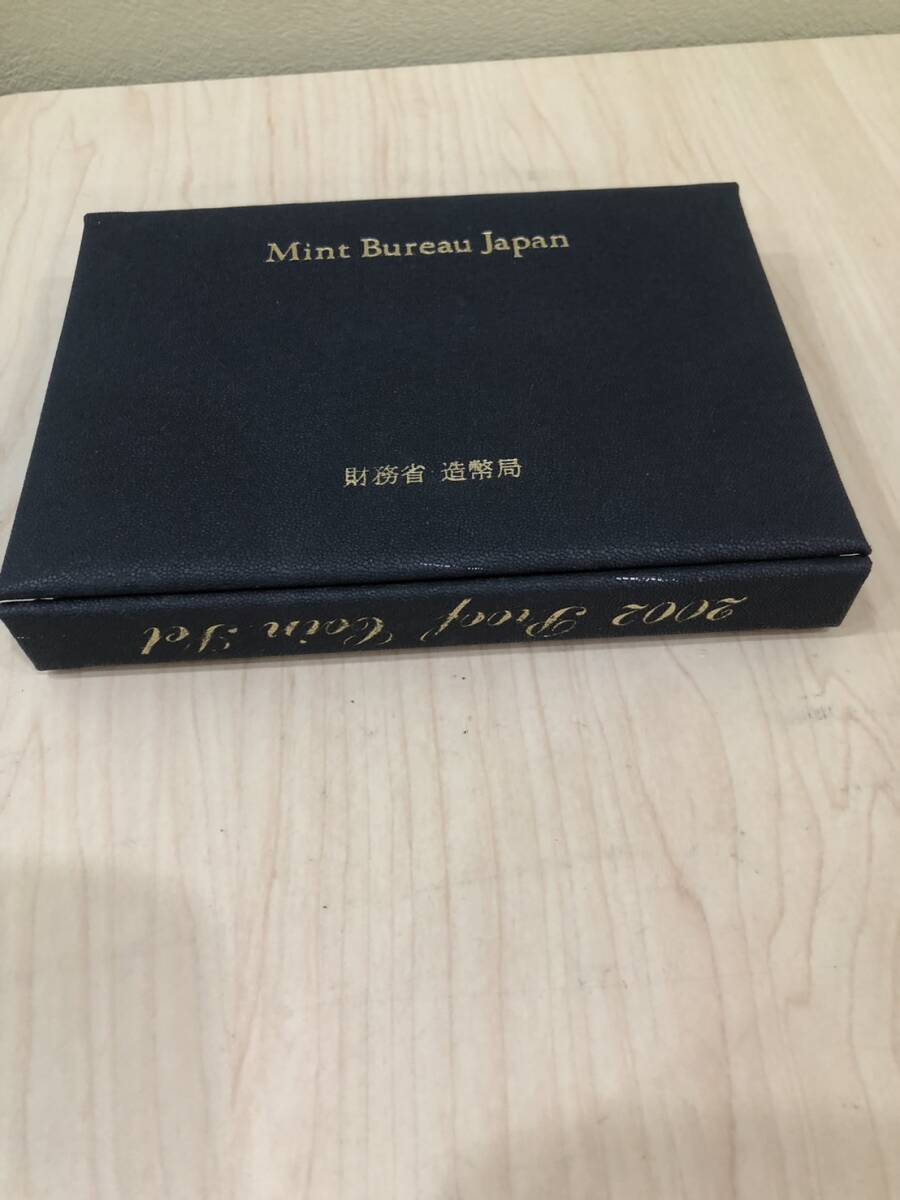 Mint Bureau Japan
財務省 造幣局
2002 Proof Coin Set